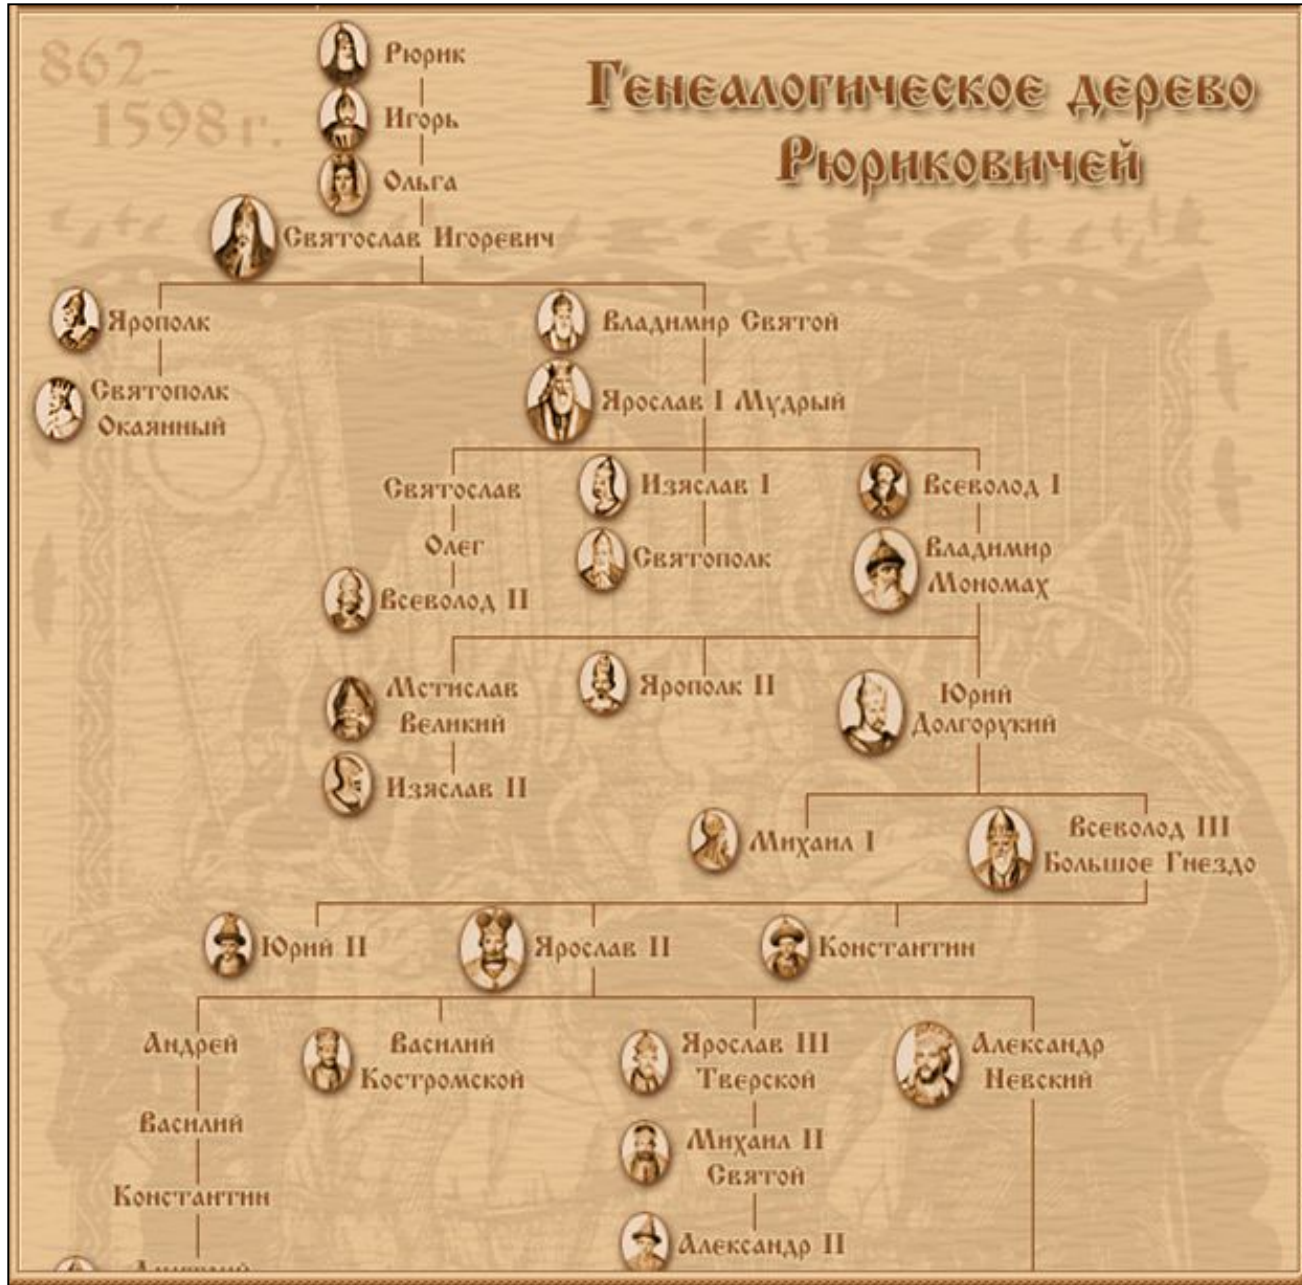 862-
1598 г.
Генеалогическое дерево
Рюриковичей
Рюрик
Игорь
Ольга
Святослав Игоревич
Ярополк
Владимир Святой
Святополк
Окаянный
Ярослав I Мудрый
Святослав
Изяслав I
Всеволод I
Олег
Святополк
Владимир
Мономах
Всеволод II
Мстислав
Великий
Ярополк II
Юрий
Долгорукий
Изяслав II
Михаил I
Всеволод III
Большое Гнездо
Юрий II
Ярослав II
Константин
Андрей
Василий
Костромской
Ярослав III
Тверской
Александр
Невский
Василий
Михаил II
Святой
Константин
Александр II